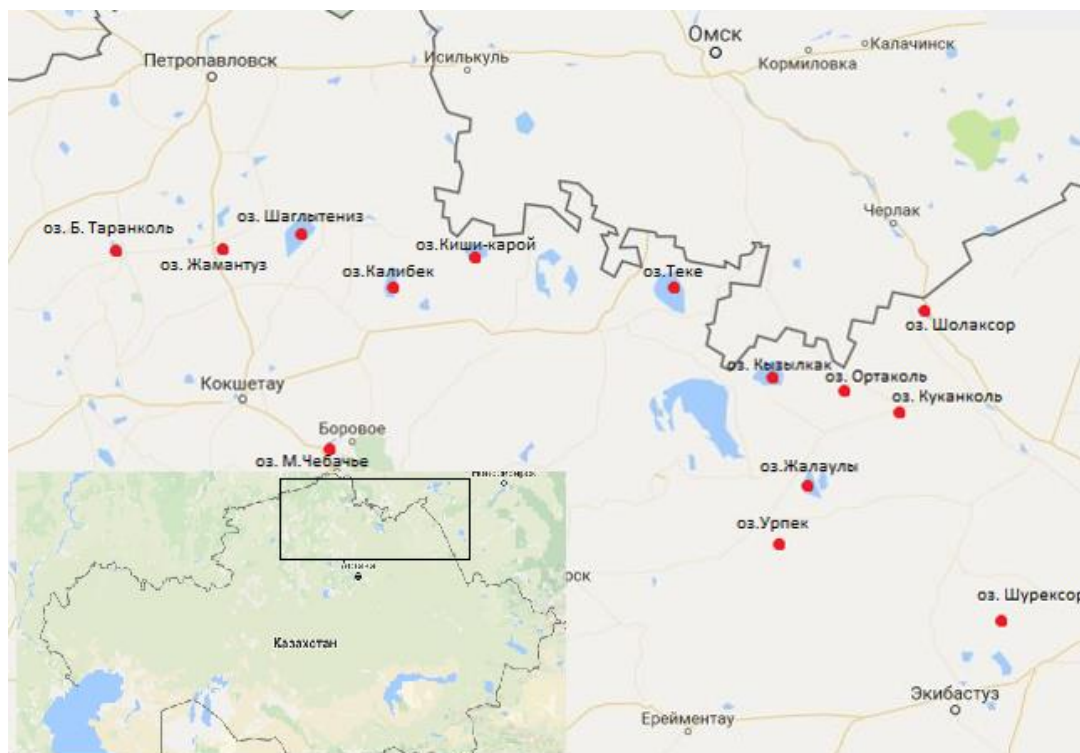 Омск
Калачинск
Исилькуль
Кормиловка
Петропавловск
Черлак
оз. Шаглытениз
оз. Б. Таранколь
оз.Киши-карой
оз. Жамантуз
оз.Калибек
оз.Теке
оз. Шолаксор
оз. Кызылкак
оз. Ортаколь
Кокшетау
оз. Куканколь
Боровое
оз. М.Чебачье
оз.Жалаулы
оз.Урпек
рск
оз. Шурексор
Казахстан
Экибастуз
Ерейментау